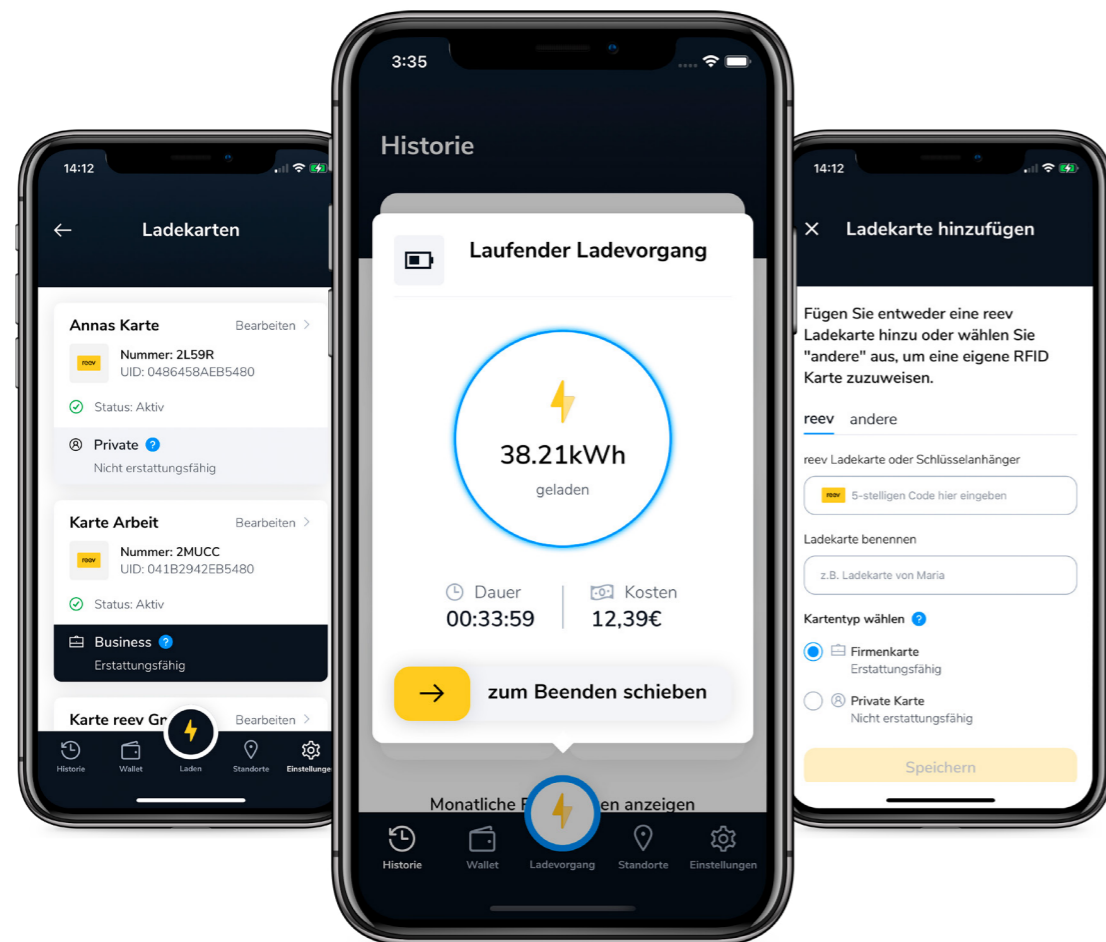 14:12
Ladekarten
Annas Karte
Bearbeiten >
reev
Nummer: 2L59R
UID: 0486458AEB5480
Status: Aktiv
Private ?
Nicht erstattungsfähig
Karte Arbeit
Bearbeiten >
reev
Nummer: 2MUCC
UID: 041B2942EB5480
Status: Aktiv
Business ?
Erstattungsfähig
Karte reev
Bearbeiten >
Historie
Wallet
Laden
Standorte
Einstellunge
3:35
Historie
Laufender Ladevorgang
38.21kWh
geladen
Dauer
00:33:59
Kosten
12,39€
zum Beenden schieben
Monatliche en anzeigen
Historie
Wallet
Ladevorgang
Standorte
Einstellungen
14:12
Ladekarte hinzufügen
Fügen Sie entweder eine reev
Ladekarte hinzu oder wählen Sie
"andere" aus, um eine eigene RFID
Karte zuzuweisen.
reev andere
reev Ladekarte oder Schlüsselanhänger
reev 5-stelligen Code hier eingeben
Ladekarte benennen
z.B. Ladekarte von Maria
Kartentyp wählen ?
Firmenkarte
Erstattungsfähig
Private Karte
Nicht erstattungsfähig
Speichern